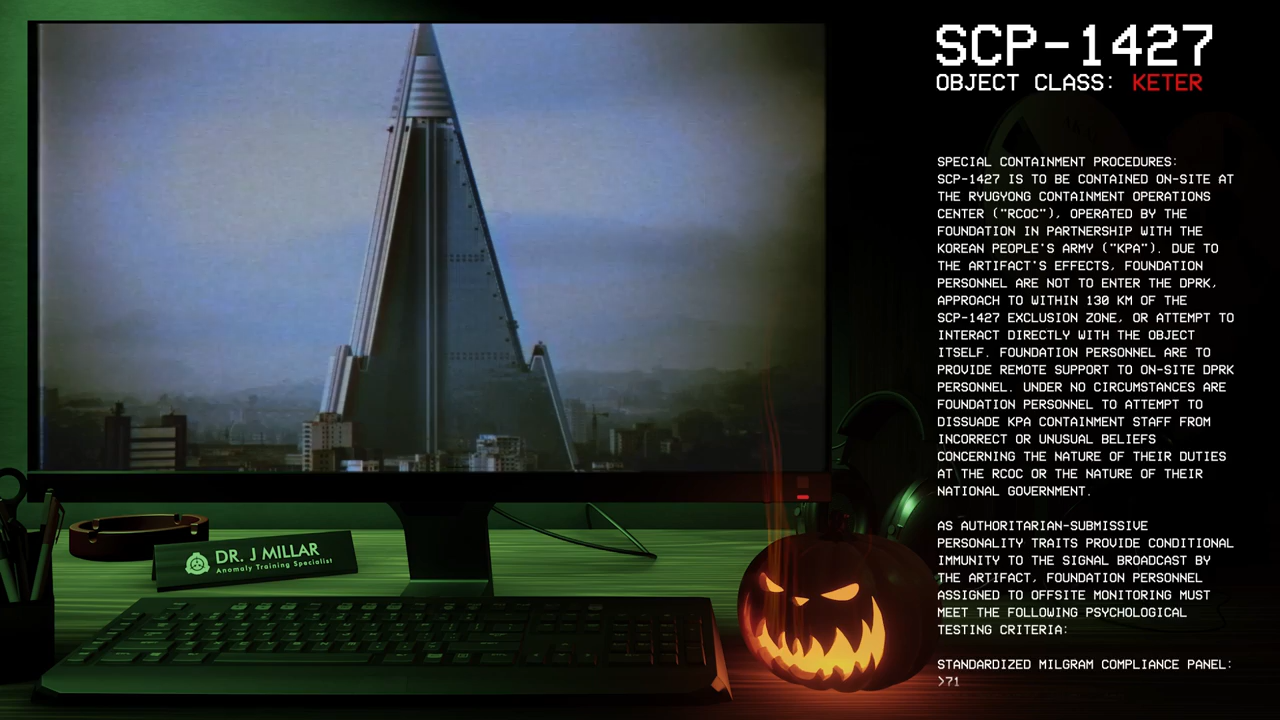 SCP-1427
OBJECT CLASS: KETER
SPECIAL CONTAINMENT PROCEDURES:
SCP-1427 IS TO BE CONTAINED ON-SITE AT
THE RYUGYONG CONTAINMENT OPERATIONS
CENTER ("RCOC"), OPERATED BY THE
FOUNDATION IN PARTNERSHIP WITH THE
KOREAN PEOPLE'S ARMY ("KPA"). DUE TO
THE ARTIFACT'S EFFECTS, FOUNDATION
PERSONNEL ARE NOT TO ENTER THE DPRK,
APPROACH TO WITHIN 130 KM OF THE
SCP-1427 EXCLUSION ZONE, OR ATTEMPT TO
INTERACT DIRECTLY WITH THE OBJECT
ITSELF. FOUNDATION PERSONNEL ARE TO
PROVIDE REMOTE SUPPORT TO ON-SITE DPRK
PERSONNEL. UNDER NO CIRCUMSTANCES ARE
FOUNDATION PERSONNEL TO ATTEMPT TO
DISSUADE KPA CONTAINMENT STAFF FROM
INCORRECT OR UNUSUAL BELIEFS
CONCERNING THE NATURE OF THEIR DUTIES
AT THE RCOC OR THE NATURE OF THEIR
NATIONAL GOVERNMENT.
AS AUTHORITARIAN-SUBMISSIVE
PERSONALITY TRAITS PROVIDE CONDITIONAL
IMMUNITY TO THE SIGNAL BROADCAST BY
THE ARTIFACT, FOUNDATION PERSONNEL
ASSIGNED TO OFFSITE MONITORING MUST
MEET THE FOLLOWING PSYCHOLOGICAL
TESTING CRITERIA:
STANDARDIZED MILGRAM COMPLIANCE PANEL:
>71
DR. J MILLAR
Anomaly Training Specialist